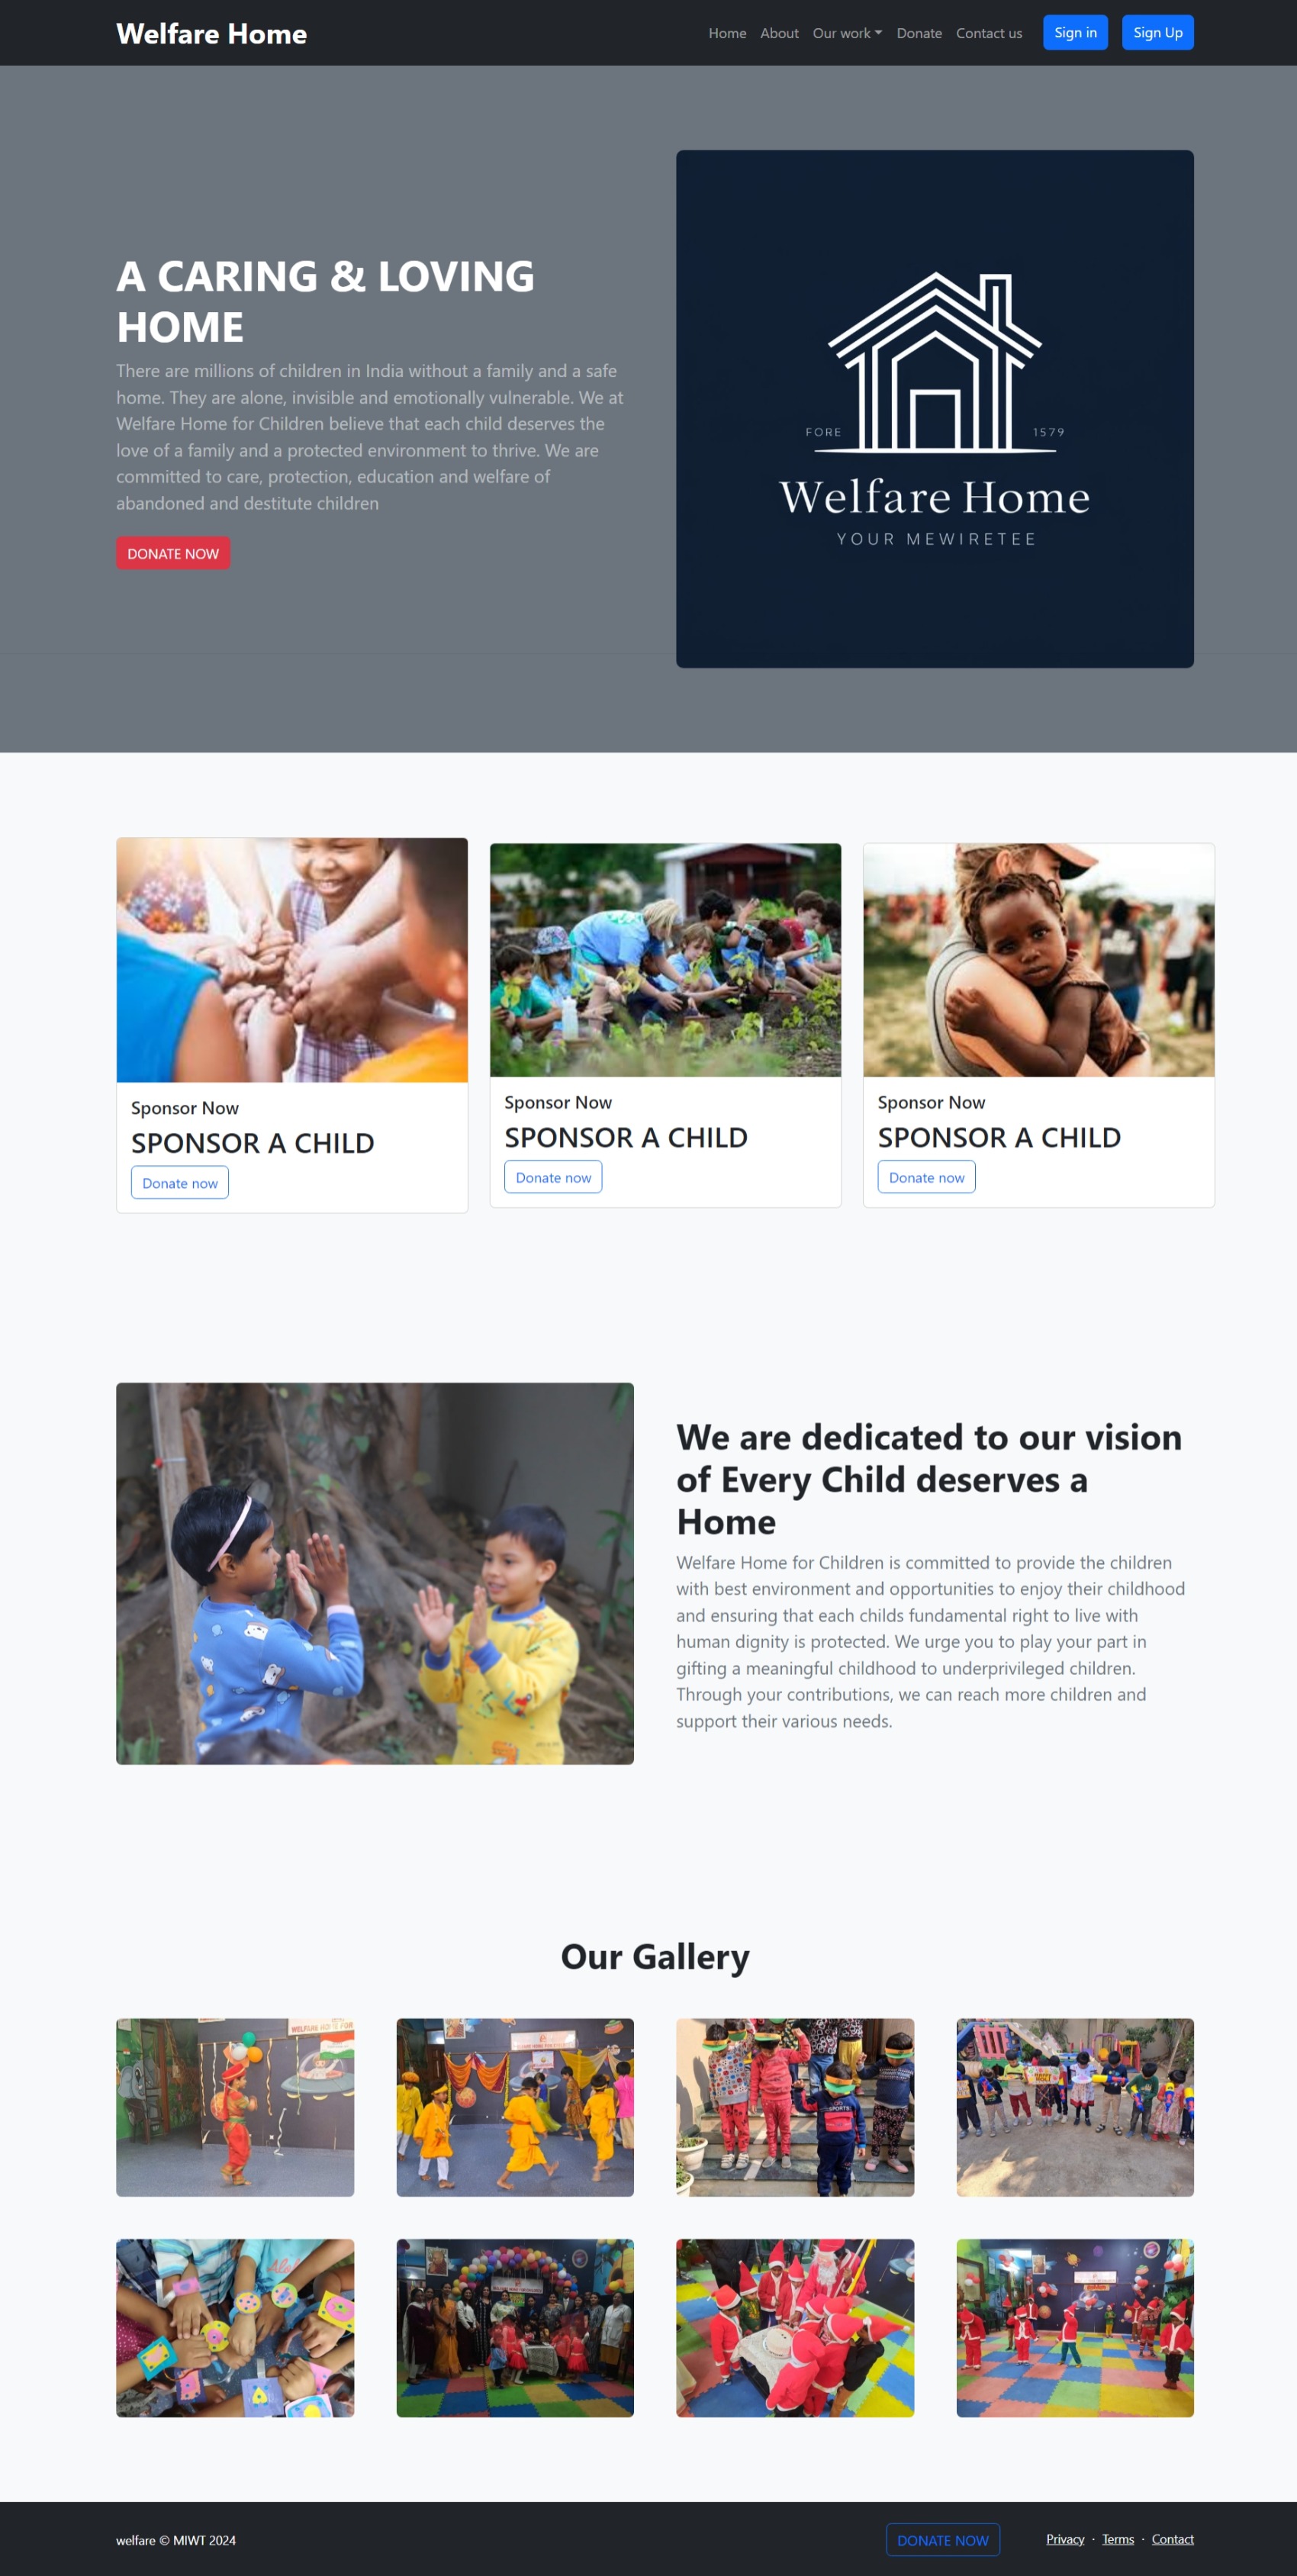 Welfare Home
Home About Our work Donate Contact us Sign in Sign Up
A CARING & LOVING
HOME
There are millions of children in India without a family and a safe
home. They are alone, invisible and emotionally vulnerable. We at
Welfare Home for Children believe that each child deserves the
love of a family and a protected environment to thrive. We are
committed to care, protection, education and welfare of
abandoned and destitute children
DONATE NOW
FORE 1579
Welfare Home
YOUR MEWIRETEE
Sponsor Now
SPONSOR A CHILD
Donate now
Sponsor Now
SPONSOR A CHILD
Donate now
Sponsor Now
SPONSOR A CHILD
Donate now
We are dedicated to our vision
of Every Child deserves a
Home
Welfare Home for Children is committed to provide the children
with best environment and opportunities to enjoy their childhood
and ensuring that each childs fundamental right to live with
human dignity is protected. We urge you to play your part in
gifting a meaningful childhood to underprivileged children.
Through your contributions, we can reach more children and
support their various needs.
Our Gallery
WELFARE HOME FOR
SPORTS
welfare © MIWT 2024
DONATE NOW
Privacy · Terms · Contact